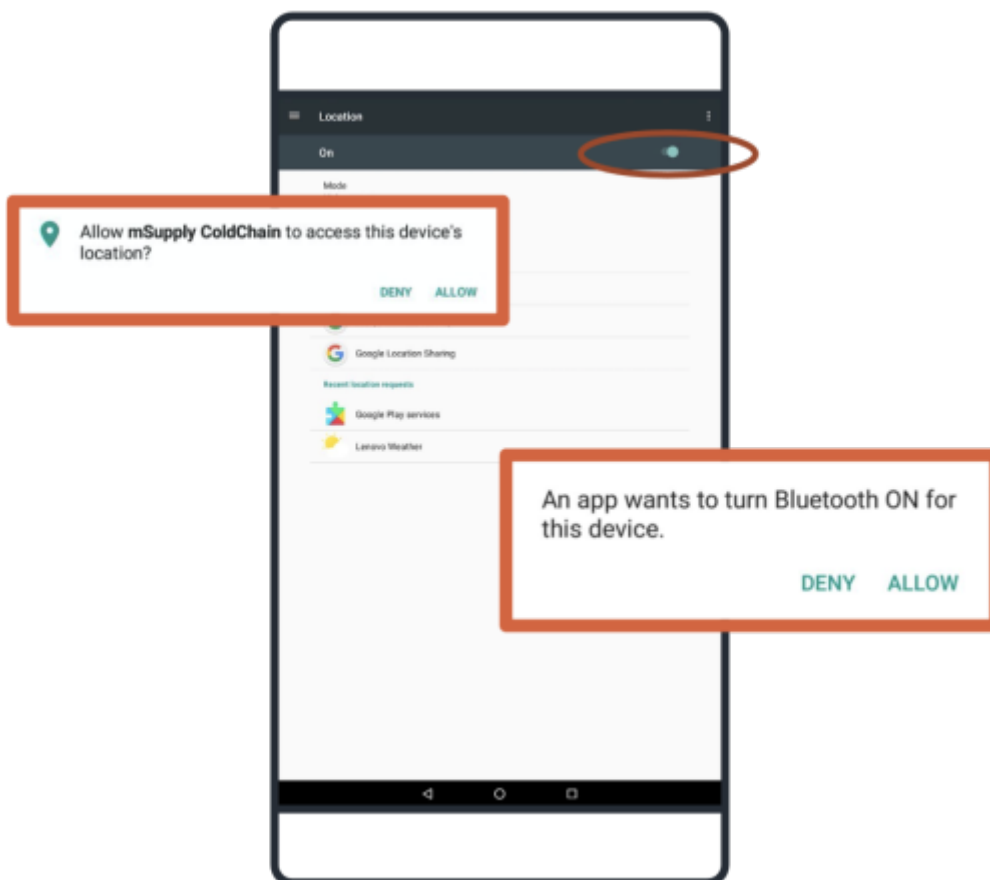 Location
On
Mode
Allow mSupply ColdChain to access this device's
location?
DENY ALLOW
Google Location Sharing
Recent location requests
Google Play services
Lenovo Weather
An app wants to turn Bluetooth ON for
this device.
DENY ALLOW